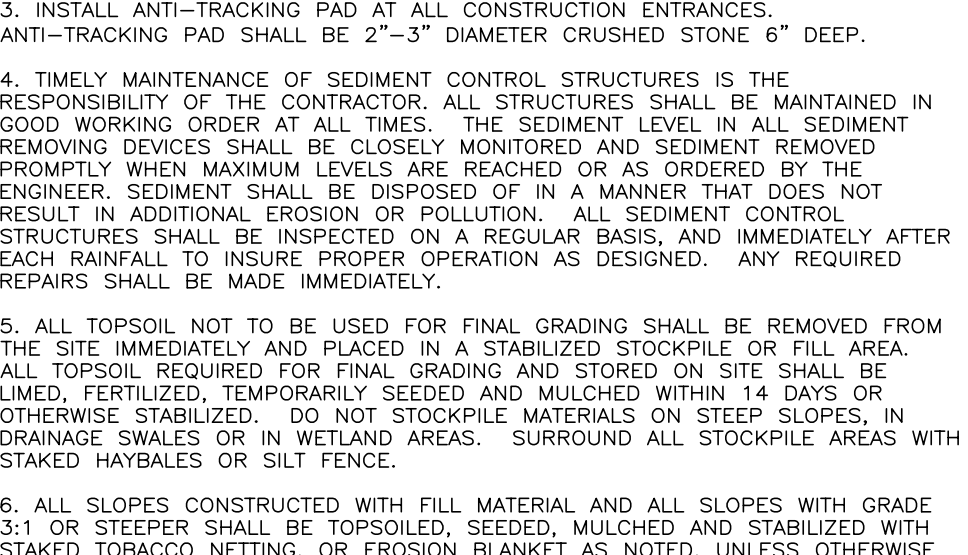 3. INSTALL ANTI–TRACKING PAD AT ALL CONSTRUCTION ENTRANCES.
ANTI–TRACKING PAD SHALL BE 2”–3” DIAMETER CRUSHED STONE 6” DEEP.
4. TIMELY MAINTENANCE OF SEDIMENT CONTROL STRUCTURES IS THE
RESPONSIBILITY OF THE CONTRACTOR. ALL STRUCTURES SHALL BE MAINTAINED IN
GOOD WORKING ORDER AT ALL TIMES. THE SEDIMENT LEVEL IN ALL SEDIMENT
REMOVING DEVICES SHALL BE CLOSELY MONITORED AND SEDIMENT REMOVED
PROMPTLY WHEN MAXIMUM LEVELS ARE REACHED OR AS ORDERED BY THE
ENGINEER. SEDIMENT SHALL BE DISPOSED OF IN A MANNER THAT DOES NOT
RESULT IN ADDITIONAL EROSION OR POLLUTION. ALL SEDIMENT CONTROL
STRUCTURES SHALL BE INSPECTED ON A REGULAR BASIS, AND IMMEDIATELY AFTER
EACH RAINFALL TO INSURE PROPER OPERATION AS DESIGNED. ANY REQUIRED
REPAIRS SHALL BE MADE IMMEDIATELY.
5. ALL TOPSOIL NOT TO BE USED FOR FINAL GRADING SHALL BE REMOVED FROM
THE SITE IMMEDIATELY AND PLACED IN A STABILIZED STOCKPILE OR FILL AREA.
ALL TOPSOIL REQUIRED FOR FINAL GRADING AND STORED ON SITE SHALL BE
LIMED, FERTILIZED, TEMPORARILY SEEDED AND MULCHED WITHIN 14 DAYS OR
OTHERWISE STABILIZED. DO NOT STOCKPILE MATERIALS ON STEEP SLOPES, IN
DRAINAGE SWALES OR IN WETLAND AREAS. SURROUND ALL STOCKPILE AREAS WITH
STAKED HAYBALES OR SILT FENCE.
6. ALL SLOPES CONSTRUCTED WITH FILL MATERIAL AND ALL SLOPES WITH GRADE
3:1 OR STEEPER SHALL BE TOPSOILED, SEEDED, MULCHED AND STABILIZED WITH
STAKED TOBACCO NETTING, OR EROSION BLANKET AS NOTED, UNLESS OTHERWISE